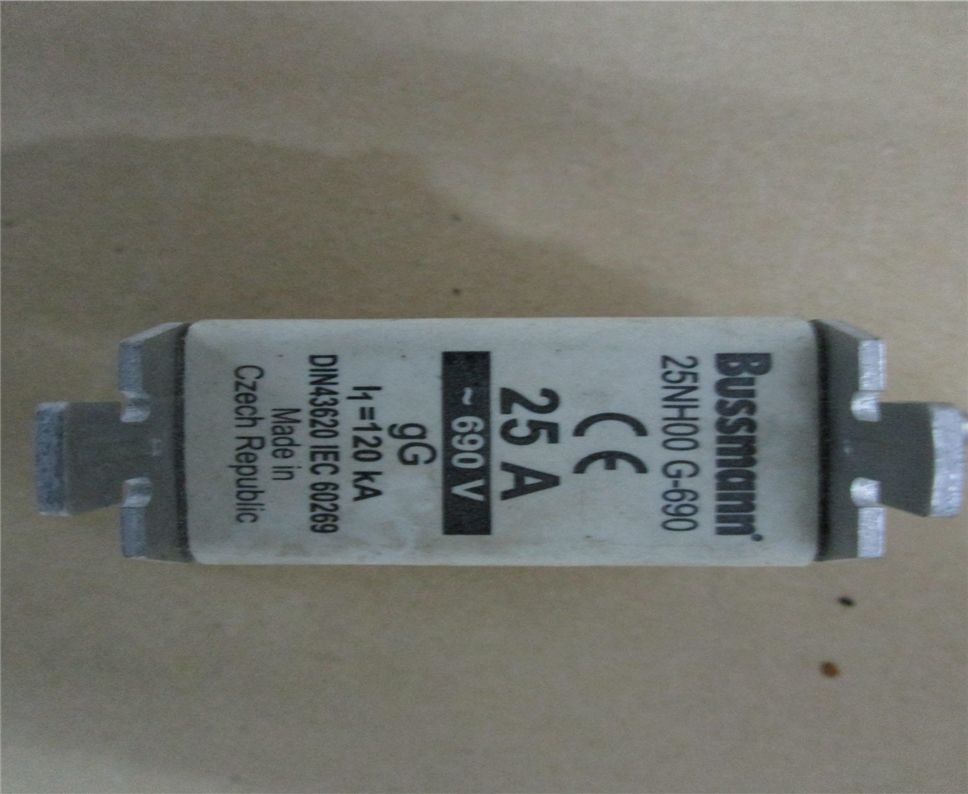 Bussmann®
25NH00 G-690
CE
25 A
~ 690 V
gG
I₁=120 kA
DIN43620 IEC 60269
Made in
Czech Republic